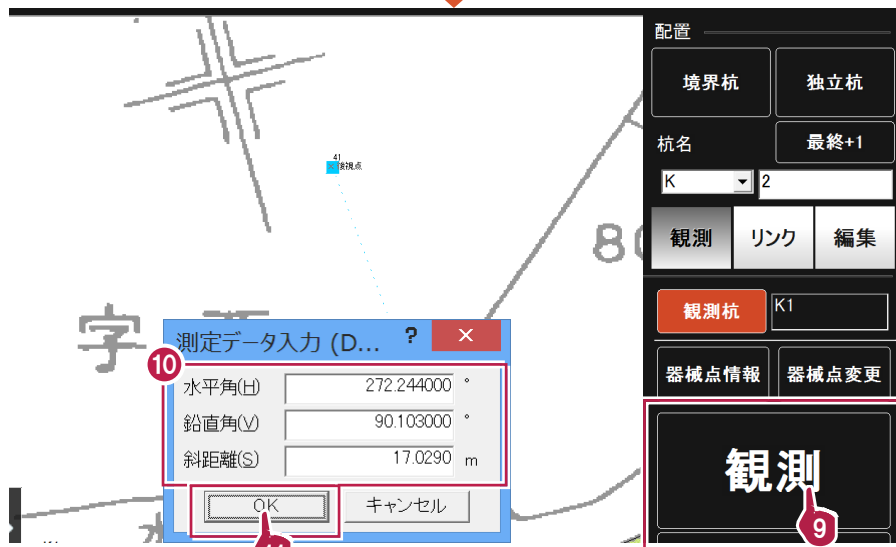 配置
境界杭
独立杭
杭名
最終+1
K
2
観測
リンク
編集
観測杭
K1
器械点情報
器械点変更
観測
9
41
後視点
80
字
測定データ入力 (D... ? ×
10
水平角(H) 272.244000 °
鉛直角(V) 90.103000 °
斜距離(S) 17.0290 m
OK
キャンセル